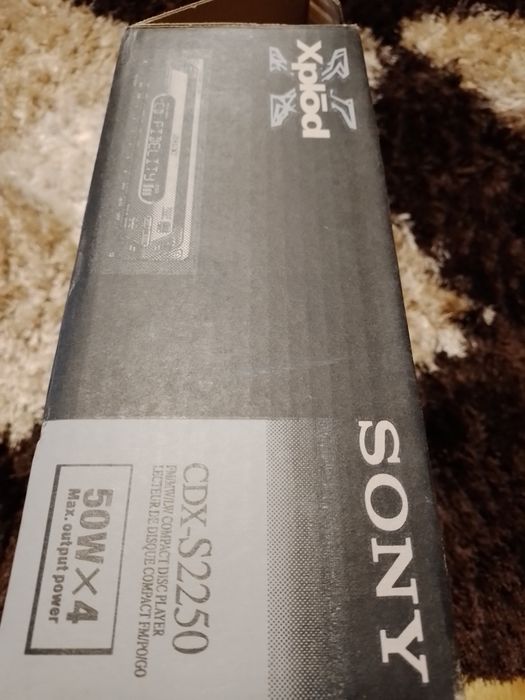 Xplōd
SONY
CDX-S2250
FM/MW/LW COMPACT DISC PLAYER
LECTEUR DE DISQUE COMPACT FM/PO/GO
50W×4
Max. output power